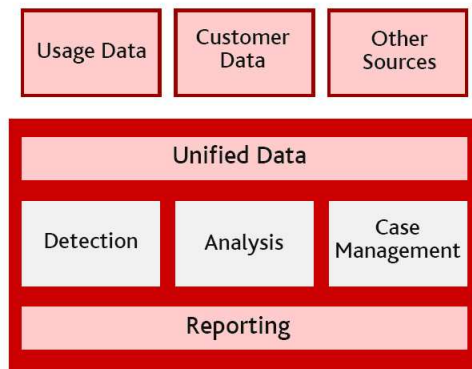 Usage Data
Customer
Data
Other
Sources
Unified Data
Detection
Analysis
Case
Management
Reporting